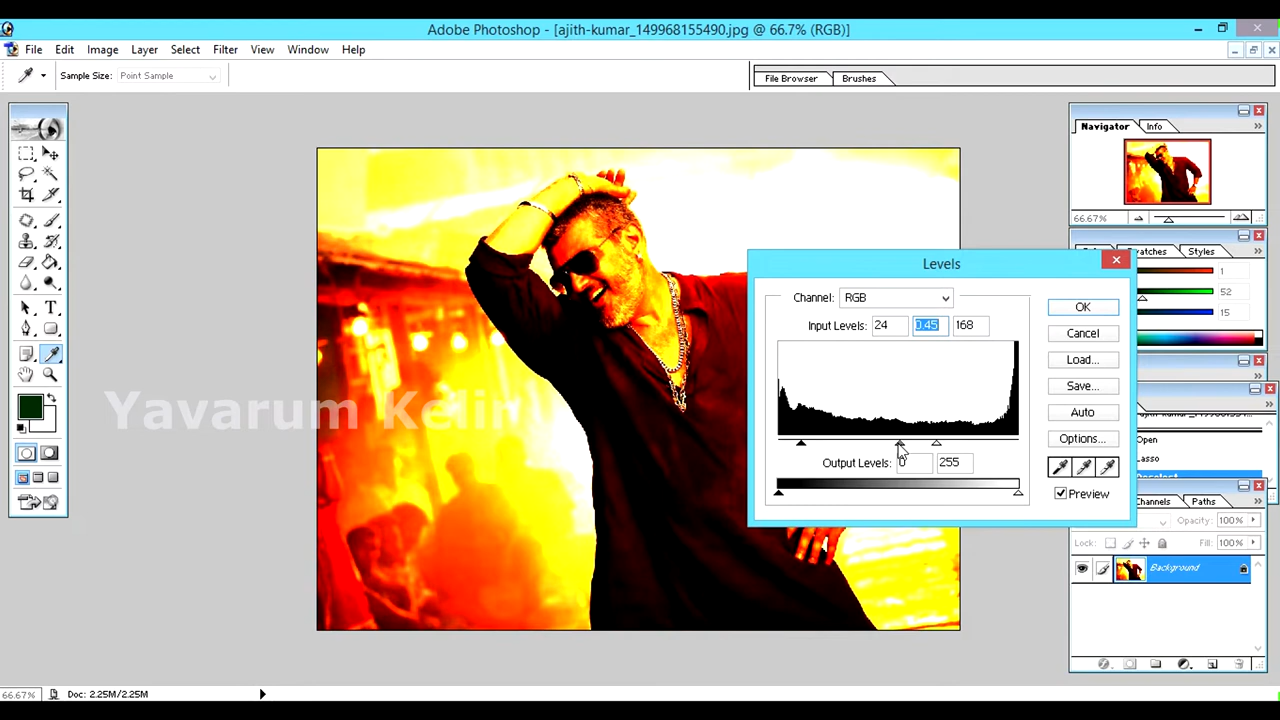 Adobe Photoshop - [ajith-kumar_149968155490.jpg @ 66.7% (RGB)]
File Edit Image Layer Select Filter View Window Help
Sample Size: Point Sample
File Browser Brushes
Navigator Info
66.67%
Swatches Styles
1
52
15
Levels
Channel: RGB
Input Levels: 24 0.45 168
Output Levels: 0 255
OK
Cancel
Load...
Save...
Auto
Options...
Preview
Open
Lasso
Deselect
Paths
Opacity: 100%
Lock: Fill: 100%
Background
Yavarum
66.67% Doc: 2.25M/2.25M